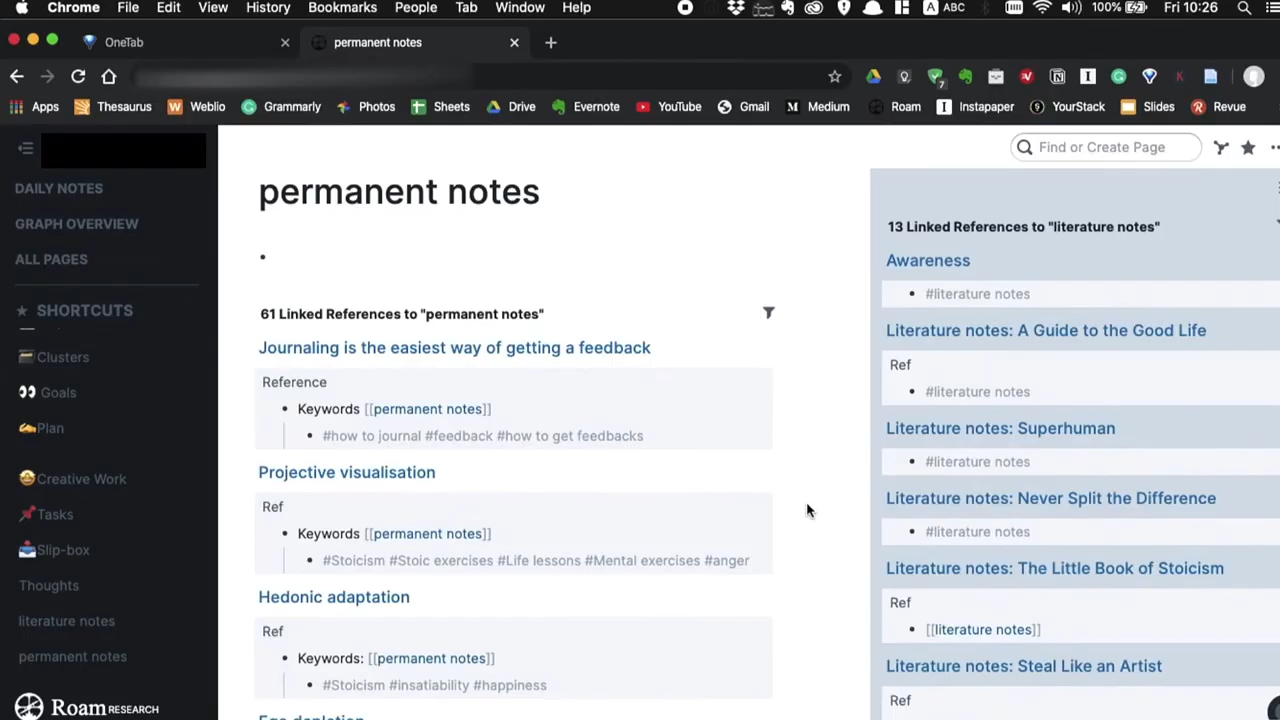 Chrome File Edit View History Bookmarks People Tab Window Help A ABC 100% Fri 10:26
OneTab permanent notes
7
Apps Thesaurus Weblio Grammarly Photos Sheets Drive Evernote YouTube Gmail Medium Roam Instapaper YourStack Slides Revue
Find or Create Page
DAILY NOTES
GRAPH OVERVIEW
ALL PAGES
SHORTCUTS
Clusters
Goals
Plan
Creative Work
Tasks
Slip-box
Thoughts
literature notes
permanent notes
Roam RESEARCH
permanent notes
61 Linked References to "permanent notes"
Journaling is the easiest way of getting a feedback
Reference
Keywords [[permanent notes]]
#how to journal #feedback #how to get feedbacks
Projective visualisation
Ref
Keywords [[permanent notes]]
#Stoicism #Stoic exercises #Life lessons #Mental exercises #anger
Hedonic adaptation
Ref
Keywords: [[permanent notes]]
#Stoicism #insatiability #happiness
Ego depletion
13 Linked References to "literature notes"
Awareness
#literature notes
Literature notes: A Guide to the Good Life
Ref
#literature notes
Literature notes: Superhuman
#literature notes
Literature notes: Never Split the Difference
#literature notes
Literature notes: The Little Book of Stoicism
Ref
[[literature notes]]
Literature notes: Steal Like an Artist
Ref